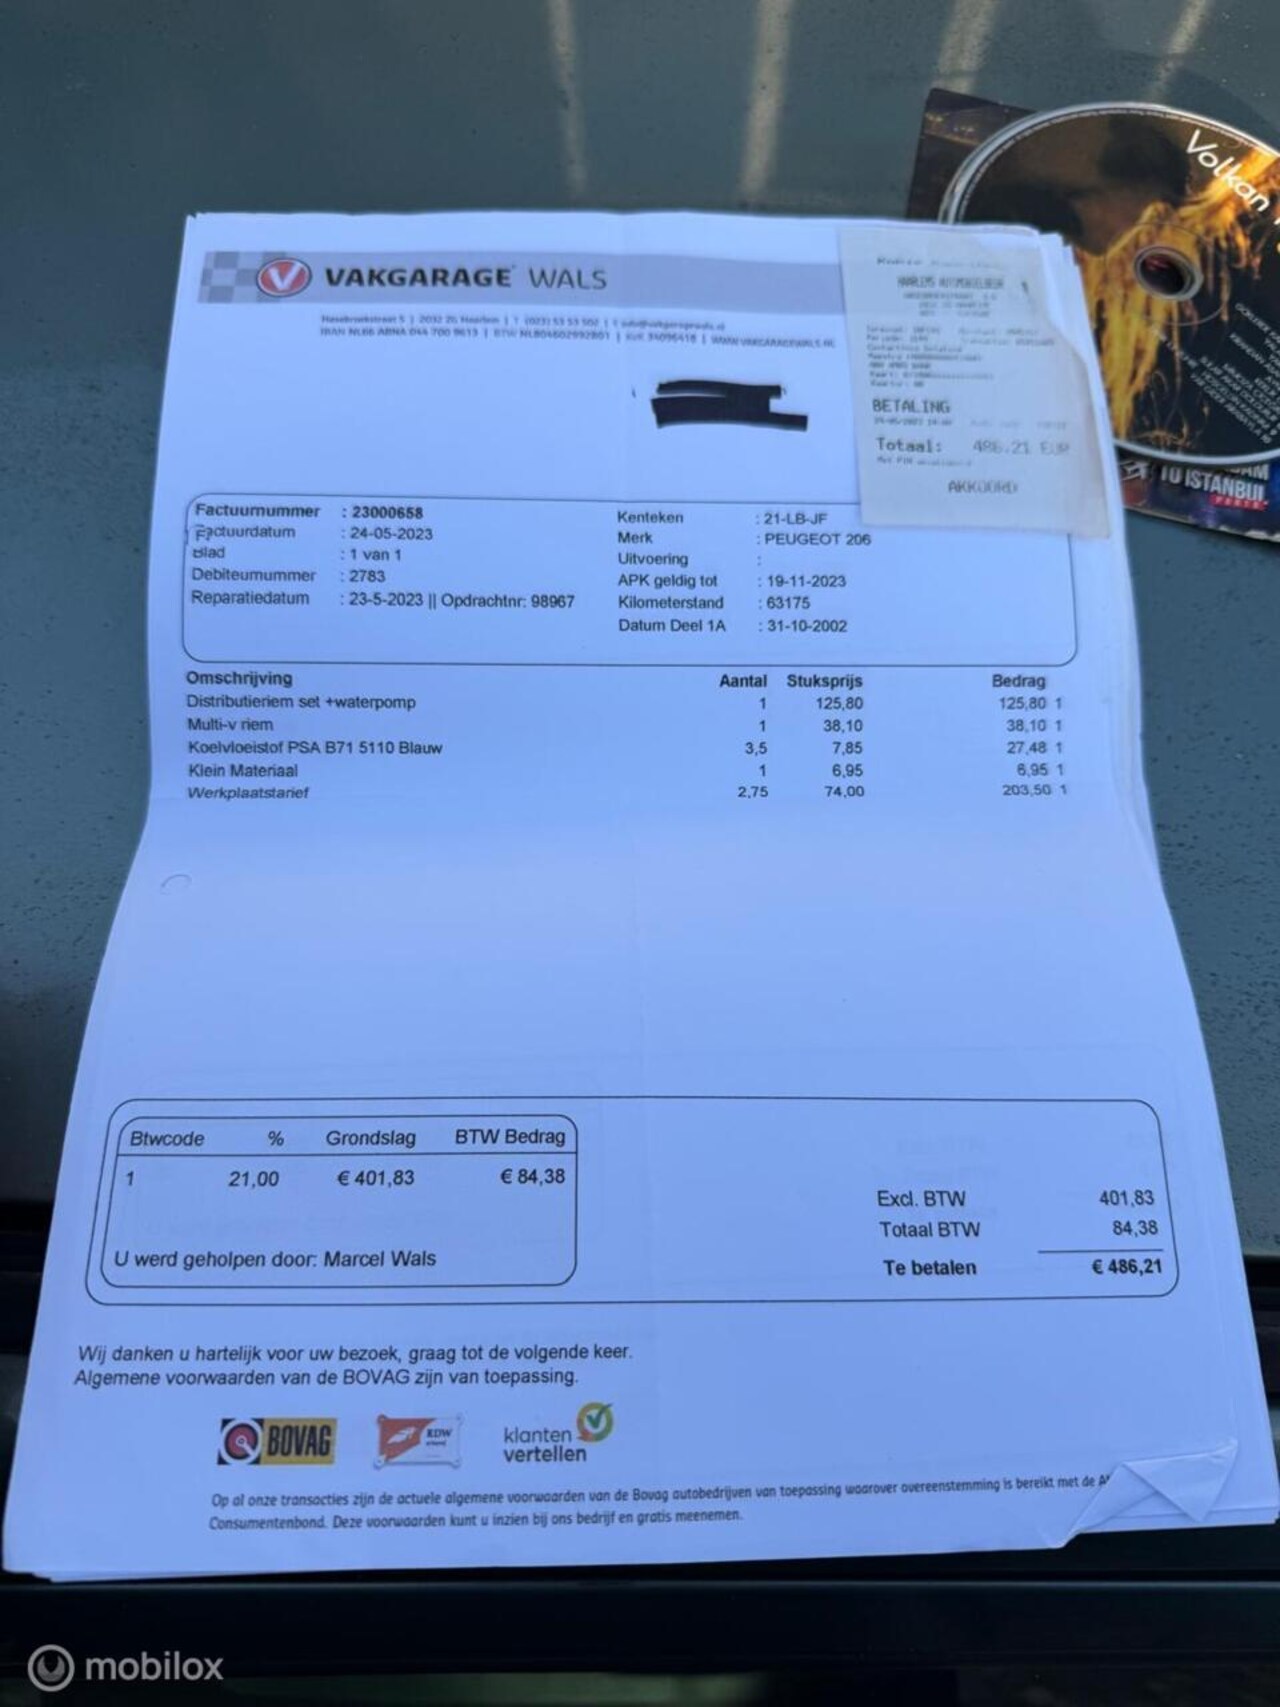 Volkan
TO ISTANBUL
VAKGARAGE WALS
BETALING
Totaal: 486.21 EUR
AKKOORD
Factuurnummer : 23000658
Factuurdatum : 24-05-2023
Blad : 1 van 1
Debiteurnummer : 2783
Reparatiedatum : 23-5-2023 || Opdrachtnr: 98967
Kenteken : 21-LB-JF
Merk : PEUGEOT 206
Uitvoering :
APK geldig tot : 19-11-2023
Kilometerstand : 63175
Datum Deel 1A : 31-10-2002
Omschrijving Aantal Stuksprijs Bedrag
Distributieriem set +waterpomp 1 125,80 125,80 1
Multi-v riem 1 38,10 38,10 1
Koelvloeistof PSA B71 5110 Blauw 3,5 7,85 27,48 1
Klein Materiaal 1 6,95 6,95 1
Werkplaatstarief 2,75 74,00 203,50 1
Btwcode % Grondslag BTW Bedrag
1 21,00 € 401,83 € 84,38
U werd geholpen door: Marcel Wals
Excl. BTW 401,83
Totaal BTW 84,38
Te betalen € 486,21
Wij danken u hartelijk voor uw bezoek, graag tot de volgende keer.
Algemene voorwaarden van de BOVAG zijn van toepassing.
BOVAG
RDW
klanten
vertellen
Op al onze transacties zijn de actuele algemene voorwaarden van de Bovag autobedrijven van toepassing waarover overeenstemming is bereikt met de
Consumentenbond. Deze voorwaarden kunt u inzien bij ons bedrijf en gratis meenemen.
mobilox